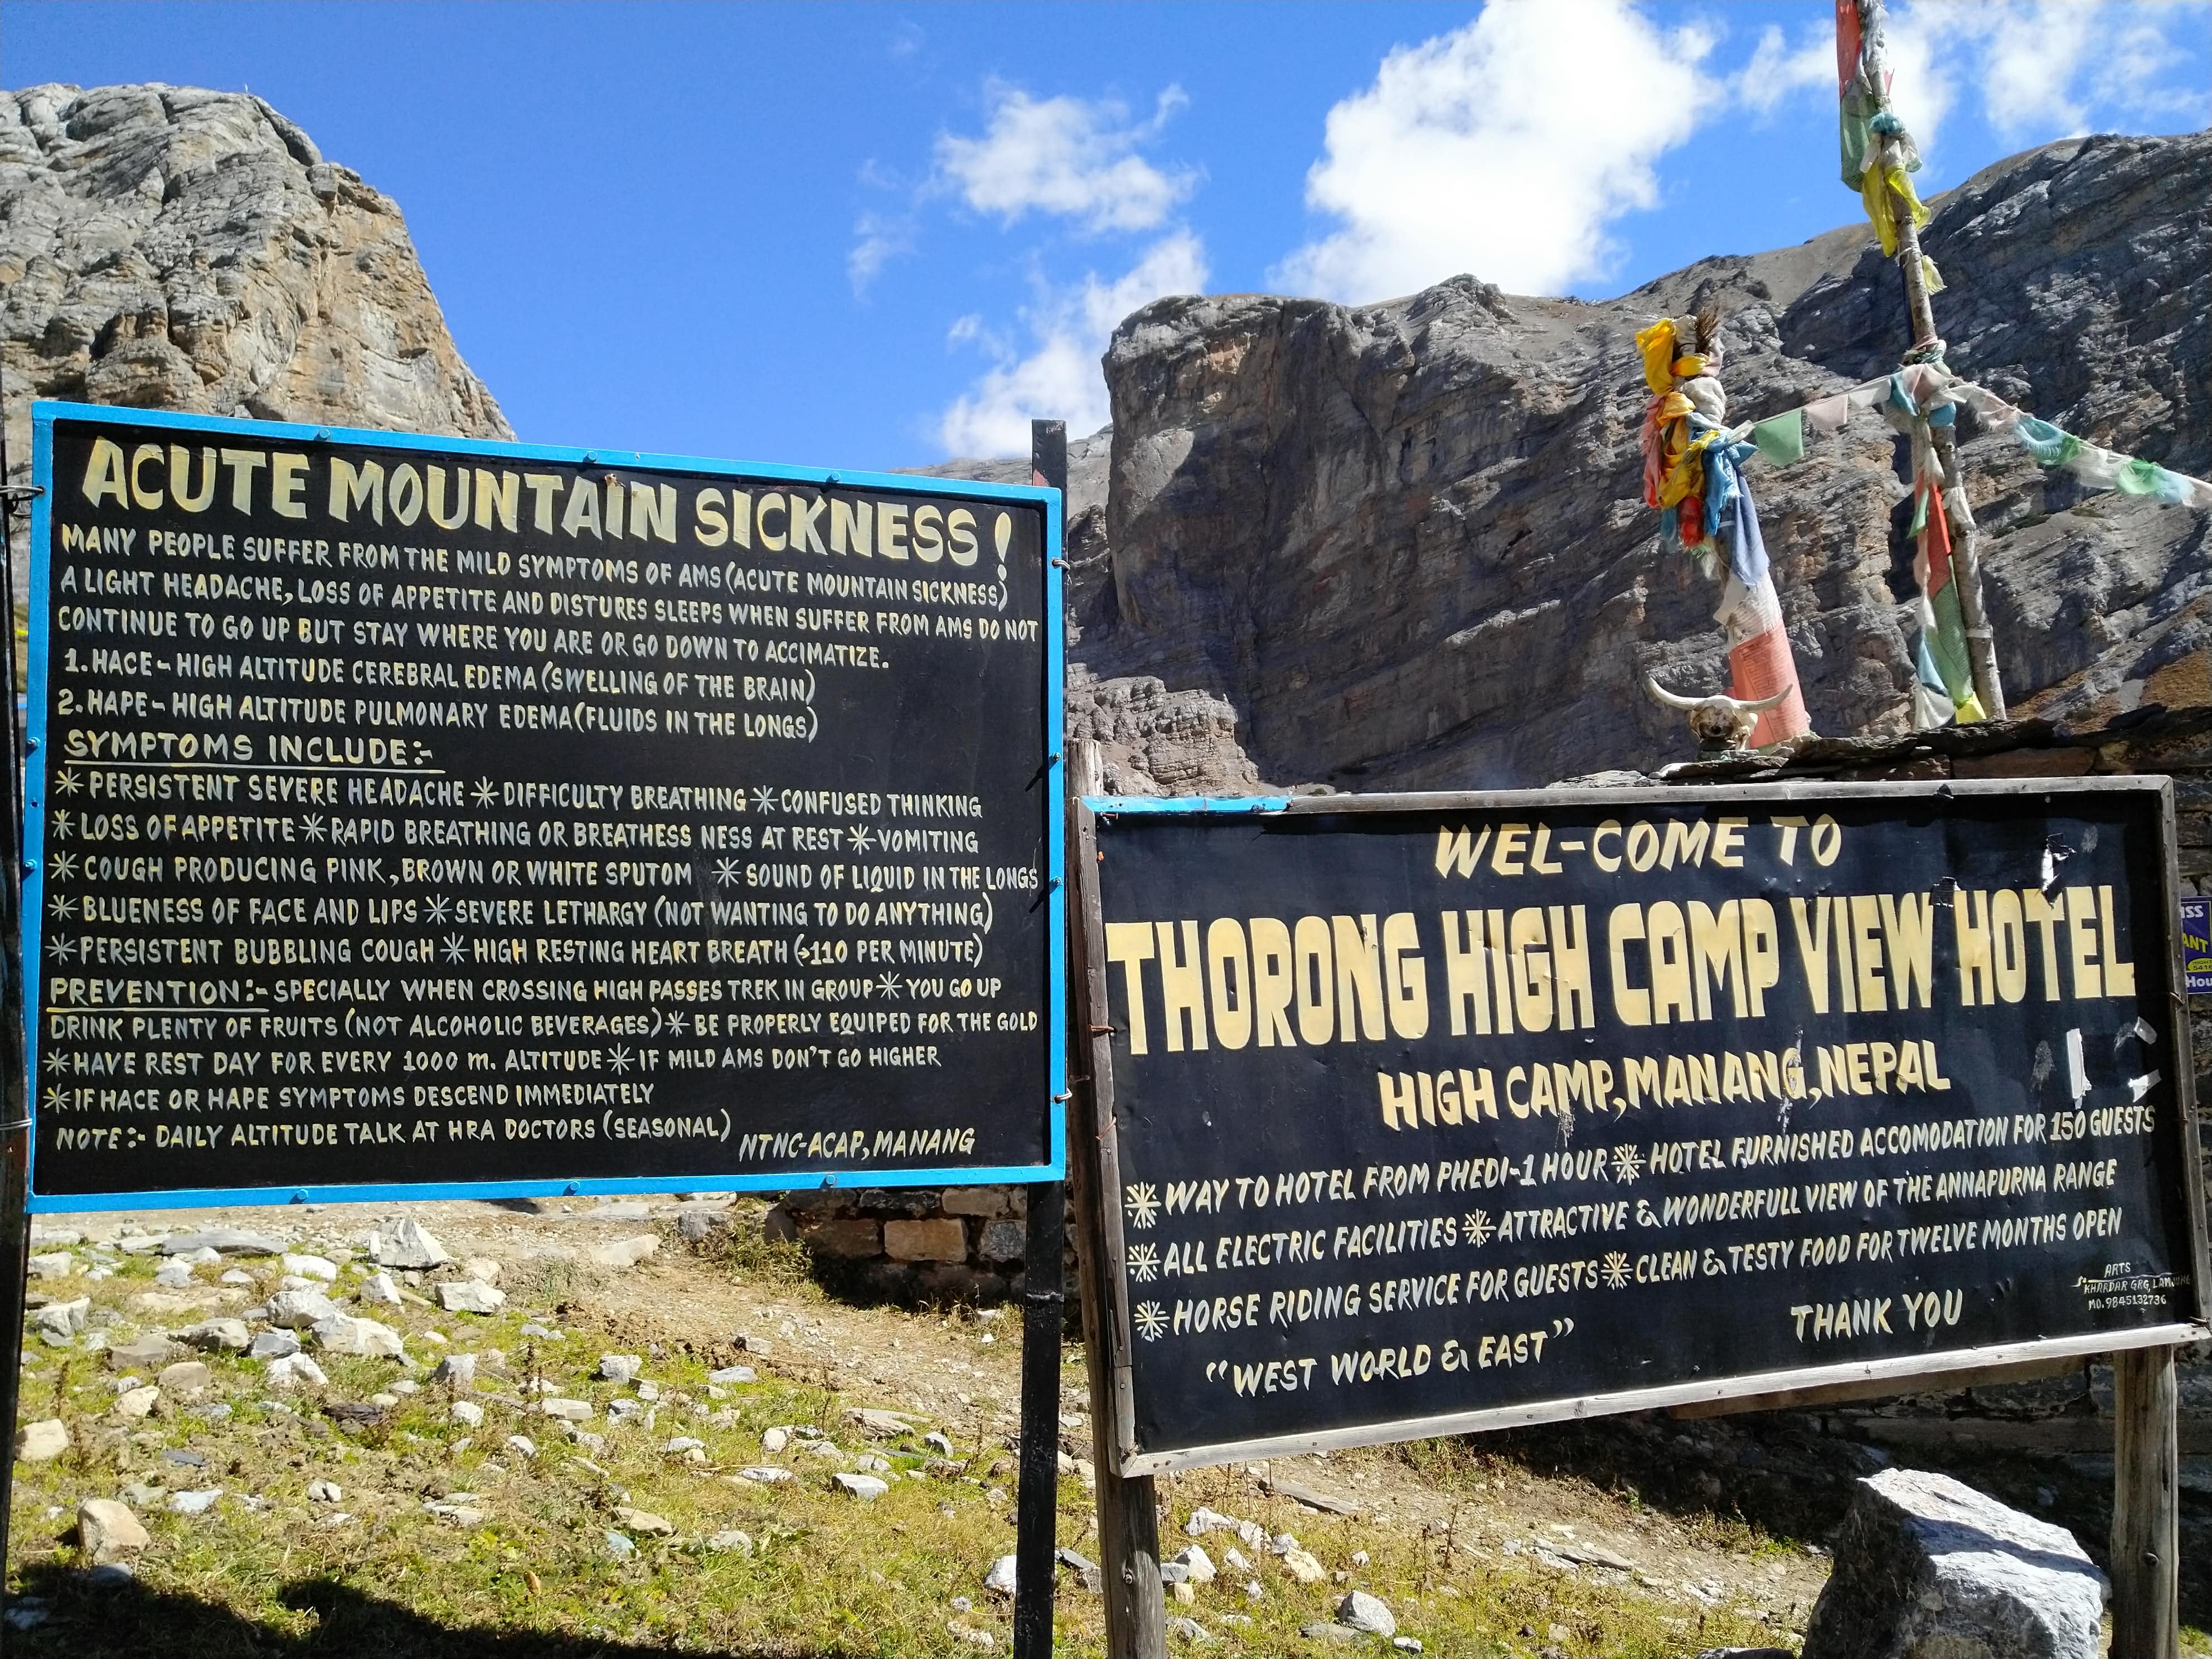 ACUTE MOUNTAIN SICKNESS!
MANY PEOPLE SUFFER FROM THE MILD SYMPTOMS OF AMS (ACUTE MOUNTAIN SICKNESS)
A LIGHT HEADACHE, LOSS OF APPETITE AND DISTURES SLEEPS WHEN SUFFER FROM AMS DO NOT
CONTINUE TO GO UP BUT STAY WHERE YOU ARE OR GO DOWN TO ACCIMATIZE.
1. HACE - HIGH ALTITUDE CEREBRAL EDEMA (SWELLING OF THE BRAIN)
2. HAPE - HIGH ALTITUDE PULMONARY EDEMA (FLUIDS IN THE LONGS)
SYMPTOMS INCLUDE:-
* PERSISTENT SEVERE HEADACHE * DIFFICULTY BREATHING * CONFUSED THINKING
* LOSS OF APPETITE * RAPID BREATHING OR BREATHESS NESS AT REST * VOMITING
* COUGH PRODUCING PINK, BROWN OR WHITE SPUTOM * SOUND OF LIQUID IN THE LONGS
* BLUENESS OF FACE AND LIPS * SEVERE LETHARGY (NOT WANTING TO DO ANYTHING)
* PERSISTENT BUBBLING COUGH * HIGH RESTING HEART BREATH (→110 PER MINUTE)
PREVENTION:- SPECIALLY WHEN CROSSING HIGH PASSES TREK IN GROUP * YOU GO UP
DRINK PLENTY OF FRUITS (NOT ALCOHOLIC BEVERAGES) * BE PROPERLY EQUIPED FOR THE GOLD
* HAVE REST DAY FOR EVERY 1000 m. ALTITUDE * IF MILD AMS DON'T GO HIGHER
* IF HACE OR HAPE SYMPTOMS DESCEND IMMEDIATELY
NOTE:- DAILY ALTITUDE TALK AT HRA DOCTORS (SEASONAL)
NTNC-ACAP, MANANG
WEL-COME TO
THORONG HIGH CAMP VIEW HOTEL
HIGH CAMP, MANANG, NEPAL
* WAY TO HOTEL FROM PHEDI-1 HOUR * HOTEL FURNISHED ACCOMODATION FOR 150 GUESTS
* ALL ELECTRIC FACILITIES * ATTRACTIVE & WONDERFULL VIEW OF THE ANNAPURNA RANGE
* HORSE RIDING SERVICE FOR GUESTS * CLEAN & TESTY FOOD FOR TWELVE MONTHS OPEN
"WEST WORLD & EAST"
THANK YOU
ARTS
KHARDAR GRG,
MO. 9845132736